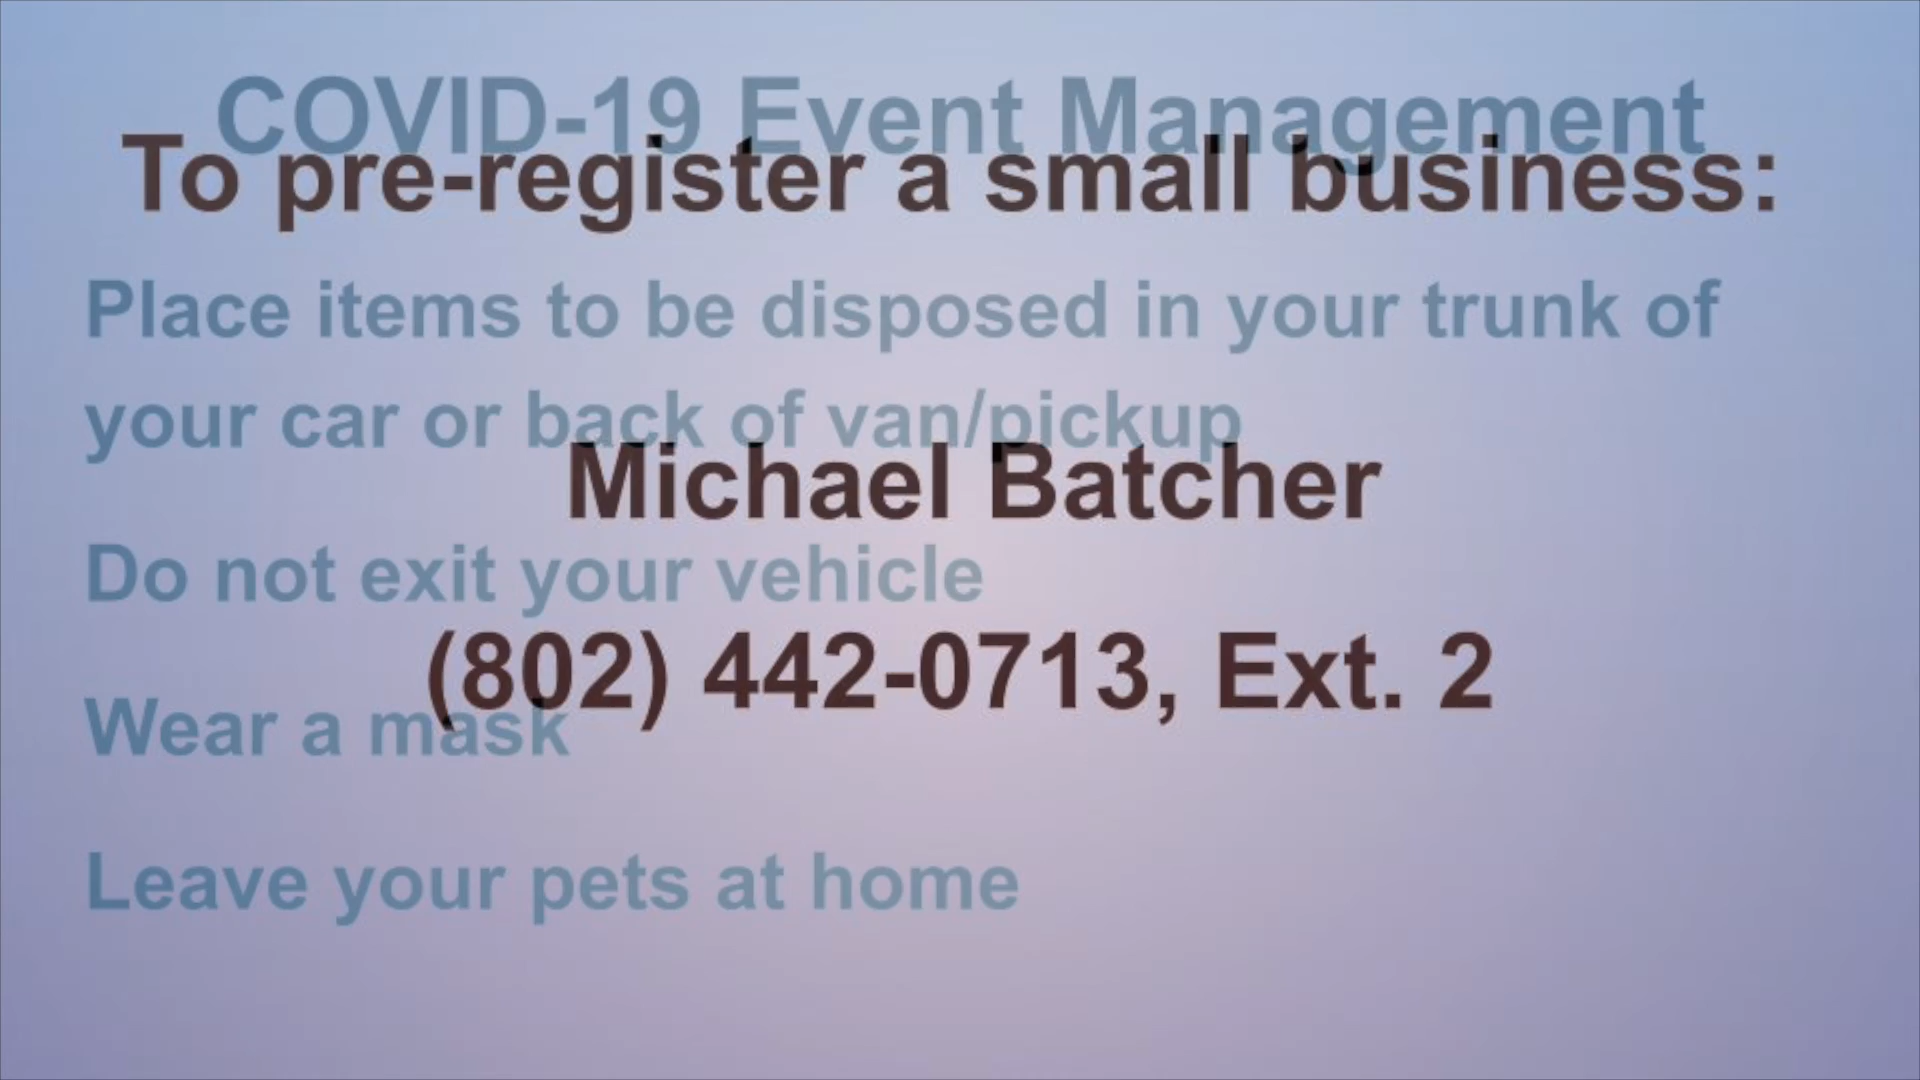 COVID-19 Event Management
To pre-register a small business:
Place items to be disposed in your trunk of
your car or back of van/pickup
Michael Batcher
Do not exit your vehicle
(802) 442-0713, Ext. 2
Wear a mask
Leave your pets at home